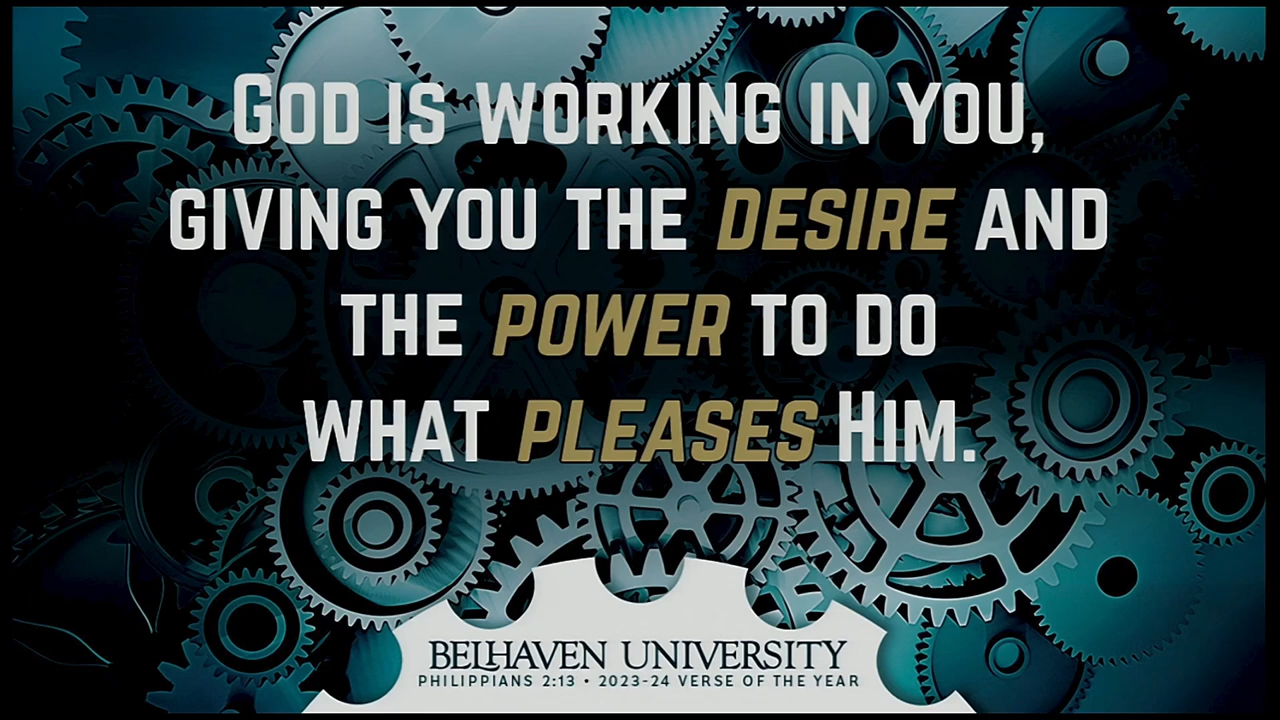 God is working in you,
giving you the desire and
the power to do
what pleases Him.
BELHAVEN UNIVERSITY
PHILIPPIANS 2:13 • 2023-24 VERSE OF THE YEAR